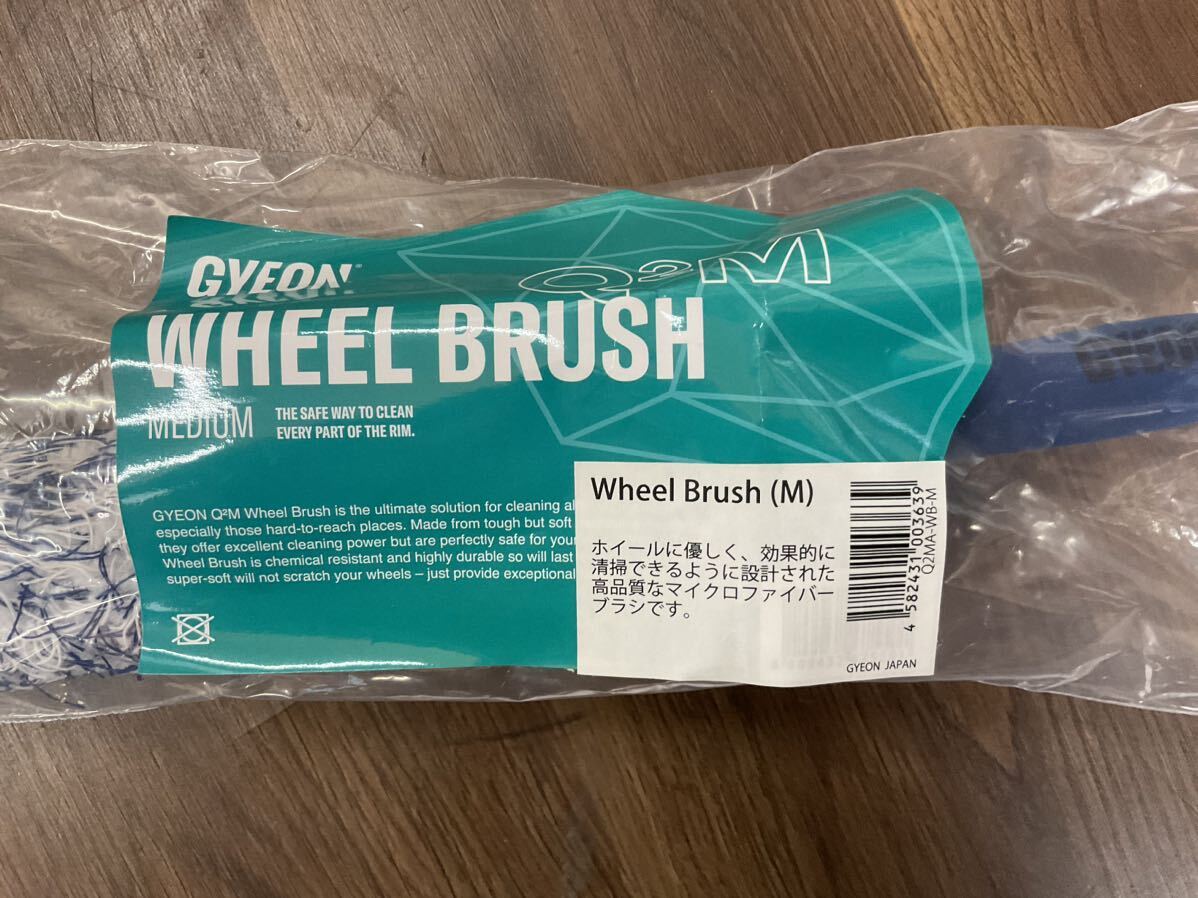 GYEON
Q²M
WHEEL BRUSH
MEDIUM
THE SAFE WAY TO CLEAN
EVERY PART OF THE RIM.
GYEON Q²M Wheel Brush is the ultimate solution for cleaning al
especially those hard-to-reach places. Made from tough but soft
they offer excellent cleaning power but are perfectly safe for your
Wheel Brush is chemical resistant and highly durable so will last
super-soft will not scratch your wheels – just provide exceptional
Wheel Brush (M)
ホイールに優しく、効果的に
清掃できるように設計された
高品質なマイクロファイバー
ブラシです。
4 582431 003639
Q2MA-WB-M
GYEON JAPAN
GYEON